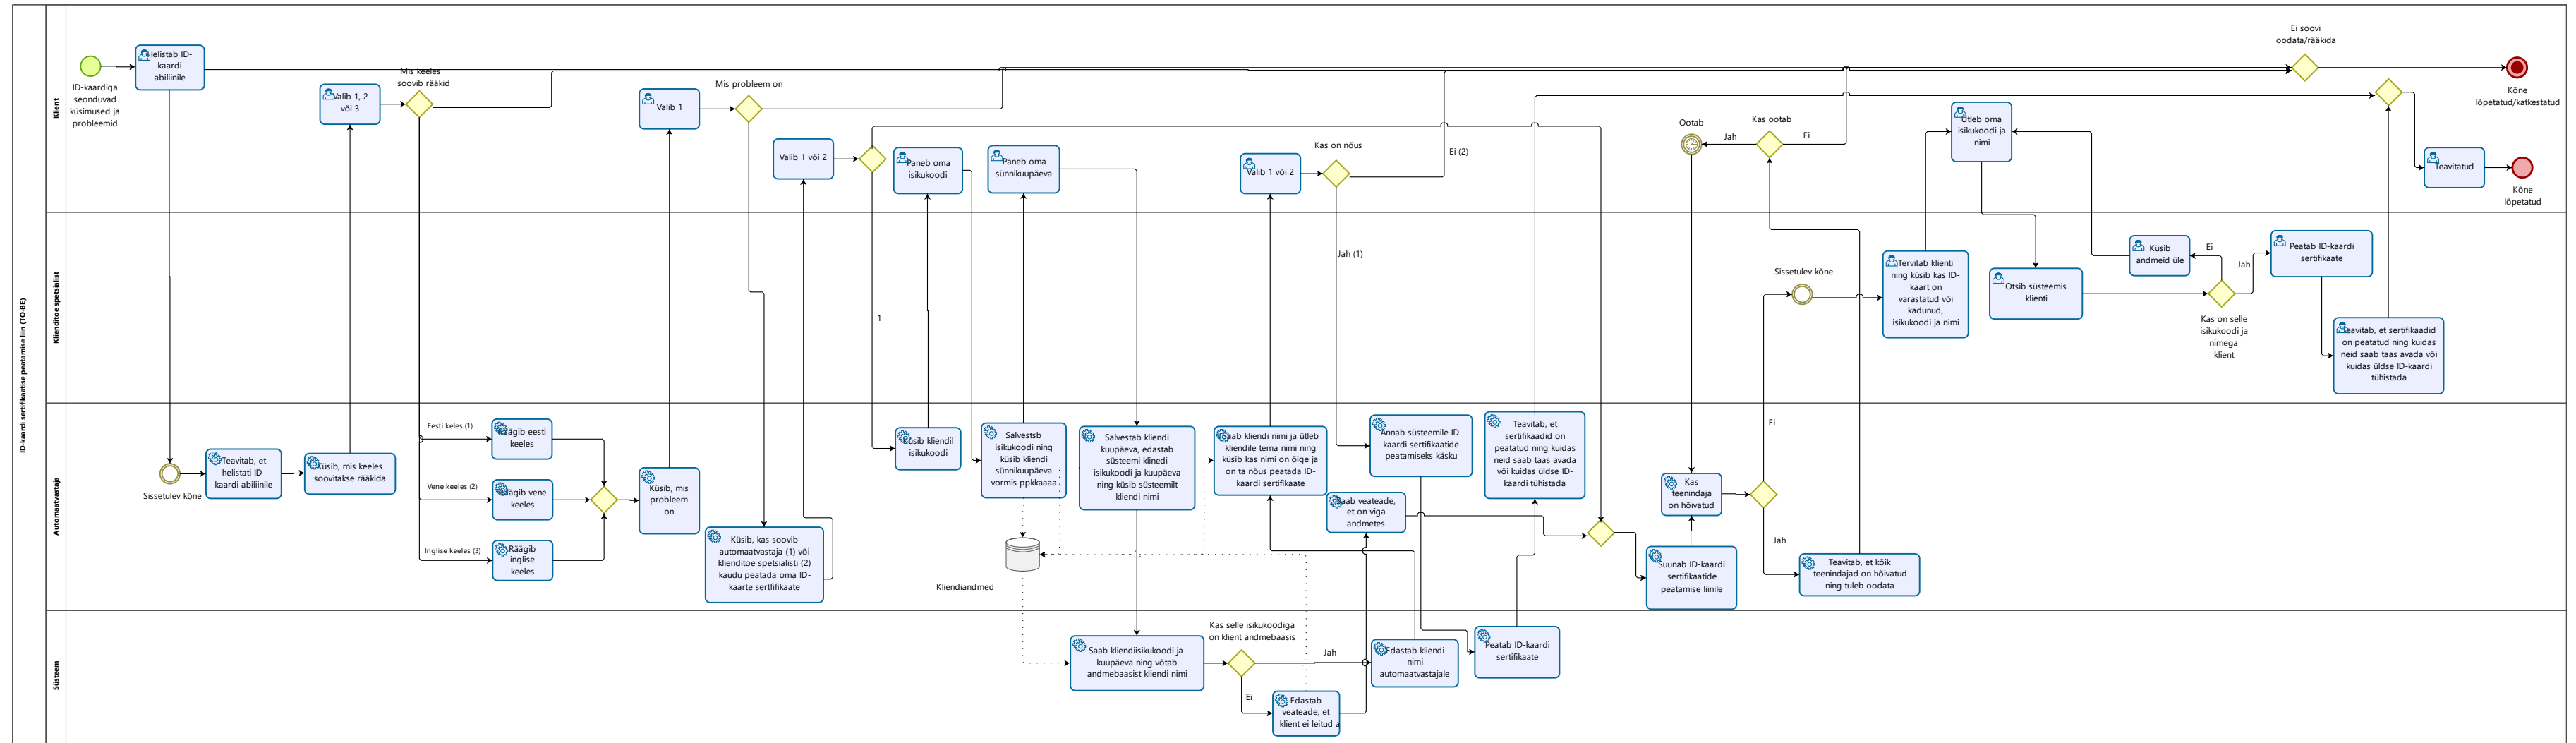 ID-kaardi sertifikaatise peatamise liin (TO-BE)
Klient
ID-kaardiga
seonduvad
küsimused ja
probleemid
Helistab ID-
kaardi
abiliinile
Valib 1, 2
või 3
Mis keeles
soovib rääkid
Valib 1
Mis probleem on
Valib 1 või 2
Paneb oma
isikukoodi
Paneb oma
sünnikuupäeva
Valib 1 või 2
Kas on nõus
Ei (2)
Ootab
Jah
Kas ootab
Ei
Ütleb oma
isikukoodi ja
nimi
Ei soovi
oodata/rääkida
Kõne
lõpetatud/katkestatud
Teavitatud
Kõne
lõpetatud
Klienditoe spetsialist
1
Jah (1)
Sissetulev kõne
Tervitab klienti
ning küsib kas ID-
kaart on
varastatud või
kadunud,
isikukoodi ja nimi
Otsib süsteemis
klienti
Küsib
andmeid üle
Ei
Jah
Kas on selle
isikukoodi ja
nimega
klient
Peatab ID-kaardi
sertifikaate
Teavitab, et sertifikaadid
on peatatud ning kuidas
neid saab taas avada või
kuidas üldse ID-kaardi
tühistada
Automaatvastaja
Sissetulev kõne
Teavitab, et
helistati ID-
kaardi abiliinile
Küsib, mis keeles
soovitakse rääkida
Eesti keles (1)
Räägib eesti
keeles
Vene keeles (2)
Räägib vene
keeles
Inglise keeles (3)
Räägib
inglise
keeles
Küsib, mis
probleem
on
Küsib, kas soovib
automaatvastaja (1) või
klienditoe spetsialisti (2)
kaudu peatada oma ID-
kaarte sertfifikaate
Küsib kliendil
isikukoodi
Salvestsb
isikukoodi ning
küsib kliendi
sünnikuupäeva
vormis ppkkaaaa
Kliendiandmed
Salvestab kliendi
kuupäeva, edastab
süsteemi klinedi
isikukoodi ja kuupäeva
ning küsib süsteemilt
kliendi nimi
Saab kliendi nimi ja ütleb
kliendile tema nimi ning
küsib kas nimi on õige ja
on ta nõus peatada ID-
kaardi sertifikaate
Annab süsteemile ID-
kaardi sertifikaatide
peatamiseks käsku
Saab veateade,
et on viga
andmetes
Teavitab, et
sertifikaadid on
peatatud ning kuidas
neid saab taas avada
või kuidas üldse ID-
kaardi tühistada
Suunab ID-kaardi
sertifikaatide
peatamise liinile
Kas
teenindaja
on hõivatud
Ei
Jah
Teavitab, et kõik
teenindajad on hõivatud
ning tuleb oodata
Süsteem
Saab kliendiisikukoodi ja
kuupäeva ning võtab
andmebaasist kliendi nimi
Kas selle isikukoodiga
on klient andmebaasis
Jah
Ei
Edastab
veateade, et
klient ei leitud a
Edastab kliendi
nimi
automaatvastajale
Peatab ID-kaardi
sertifikaate